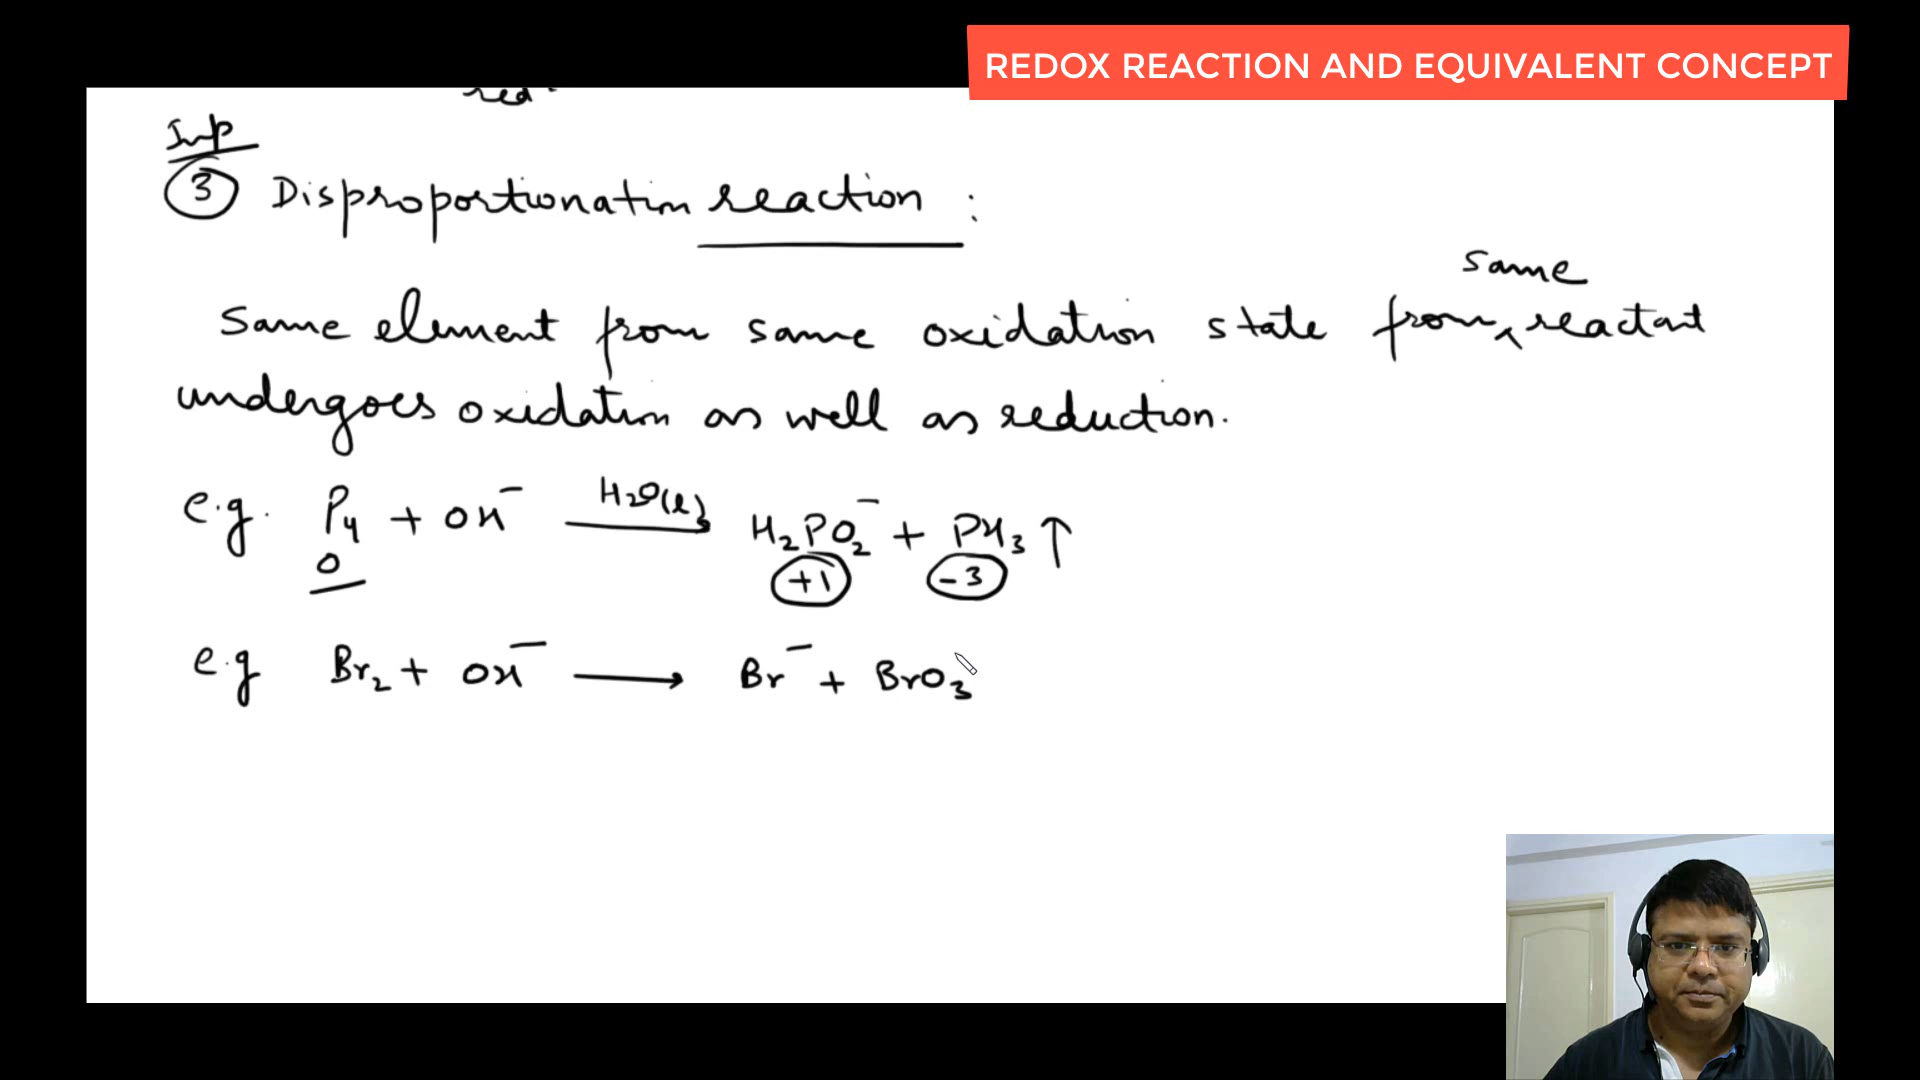 REDOX REACTION AND EQUIVALENT CONCEPT
red.
Imp
③ Disproportionation reaction :
same
Same element from same oxidation state from ^ reactant
undergoes oxidation as well as reduction.
e.g. P₄ + OH⁻ H₂O(l) H₂PO₂⁻ + PH₃ ↑
0 +1 -3
e.g Br₂ + OH⁻ ⟶ Br⁻ + BrO₃